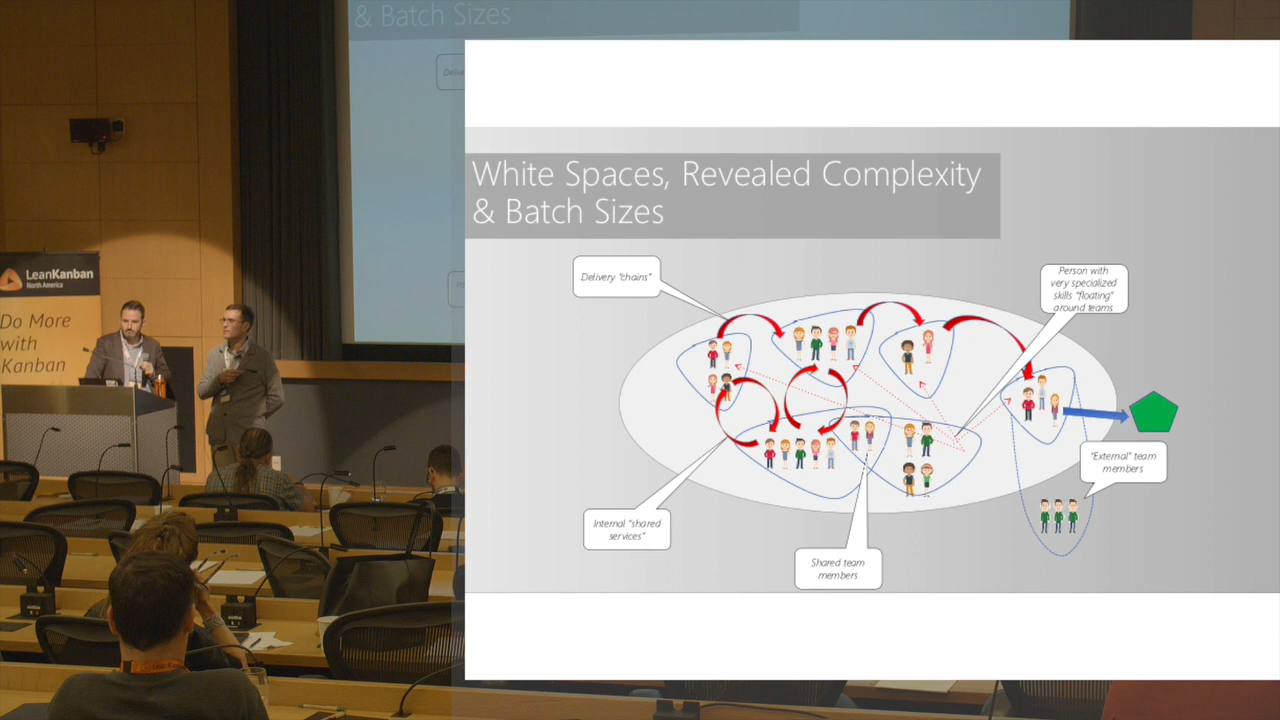 & Batch Sizes
Delive
LeanKanban
North America
Do More
with
Kanban
White Spaces, Revealed Complexity
& Batch Sizes
Delivery "chains"
Person with
very specialized
skills "floating"
around teams
"External" team
members
Internal "shared
services"
Shared team
members